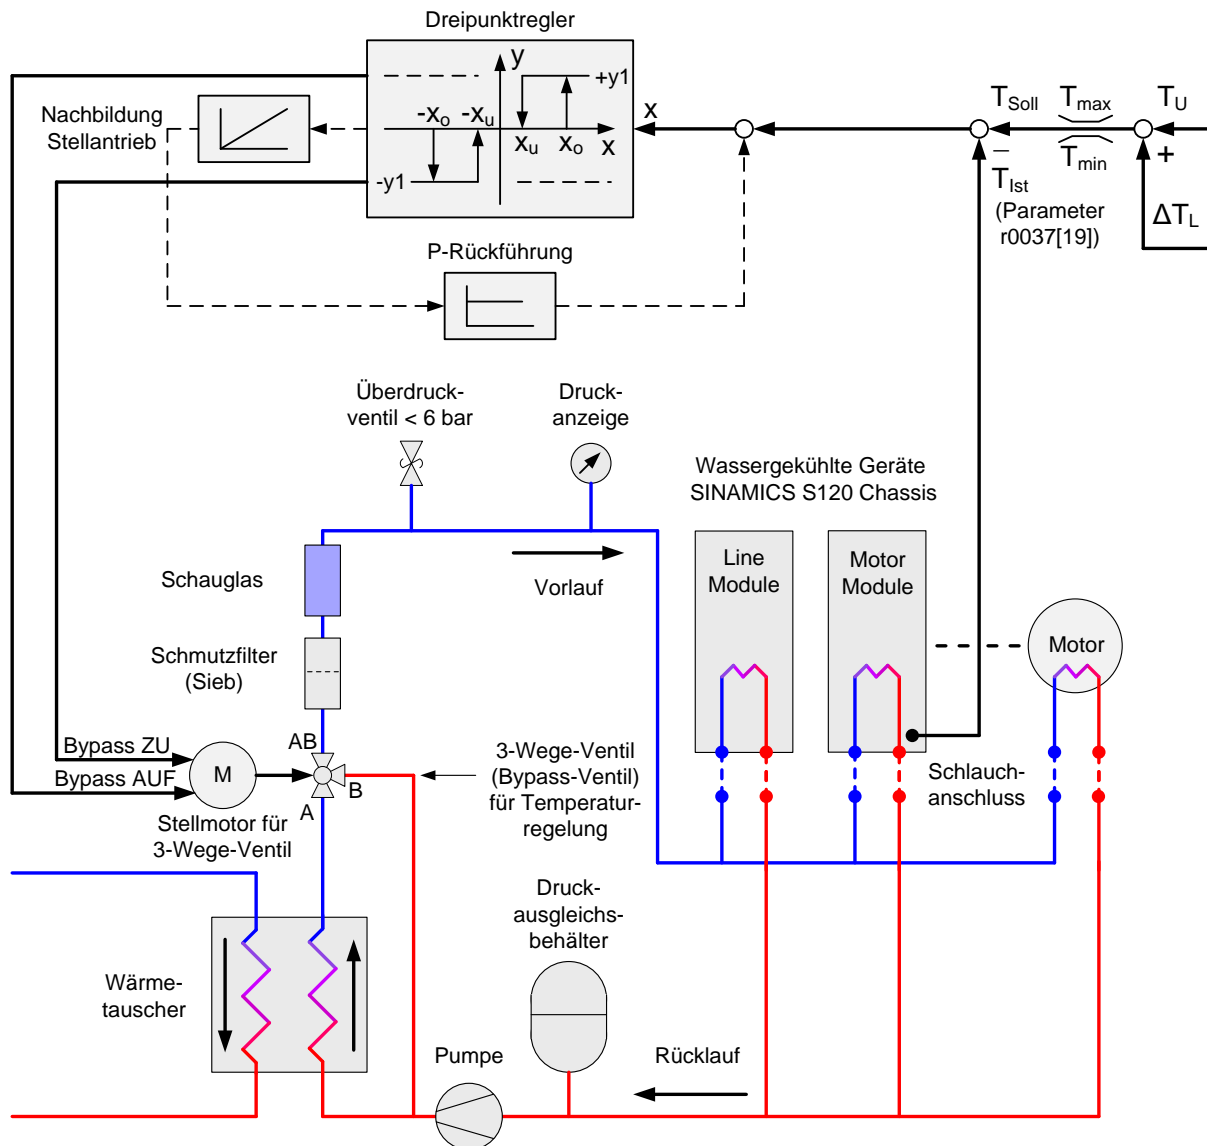 Dreipunktregler
y
+y1
Nachbildung
Stellantrieb
-xo
-xu
xu
xo
x
-y1
x
TSoll
Tmax
TU
Tmin
–
+
TIst
(Parameter
r0037[19])
ΔTL
P-Rückführung
Überdruck-
ventil < 6 bar
Druck-
anzeige
Wassergekühlte Geräte
SINAMICS S120 Chassis
Schauglas
Vorlauf
Line
Module
Motor
Module
Motor
Schmutzfilter
(Sieb)
Bypass ZU
AB
Bypass AUF
M
B
A
3-Wege-Ventil
(Bypass-Ventil)
für Temperatur-
regelung
Schlauch-
anschluss
Stellmotor für
3-Wege-Ventil
Druck-
ausgleichs-
behälter
Wärme-
tauscher
Pumpe
Rücklauf